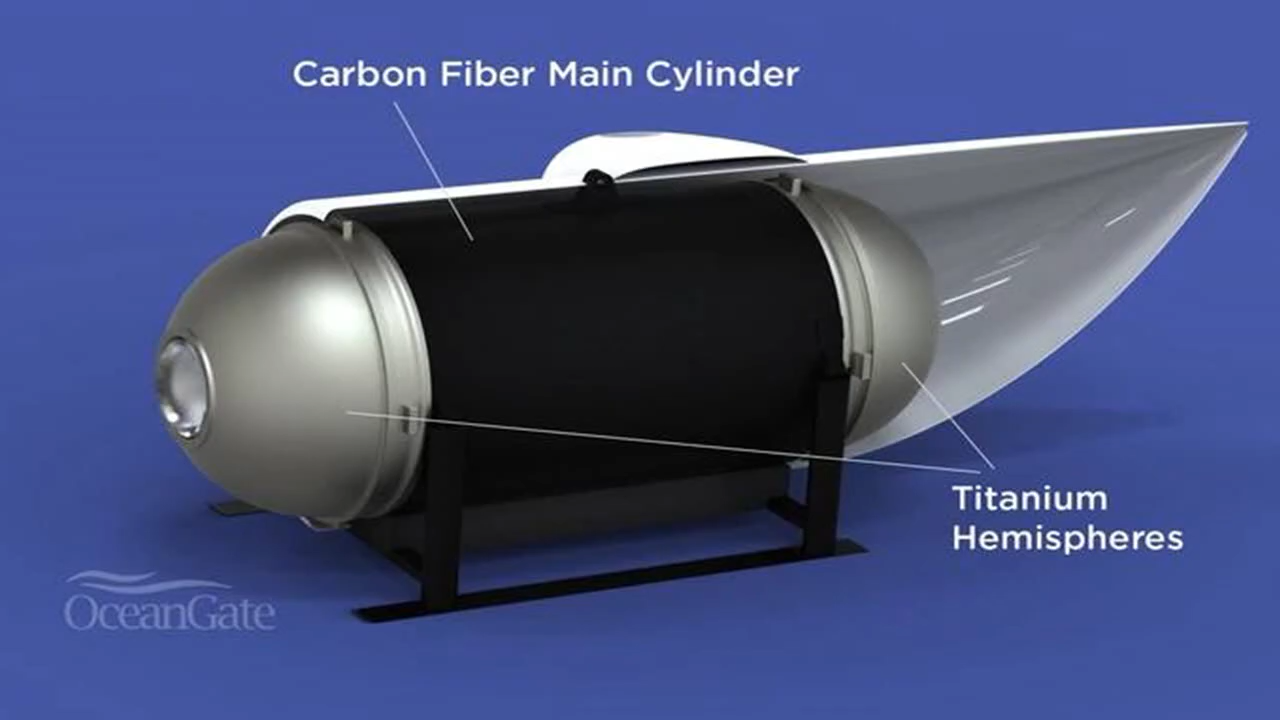 Carbon Fiber Main Cylinder
Titanium
Hemispheres
OceanGate